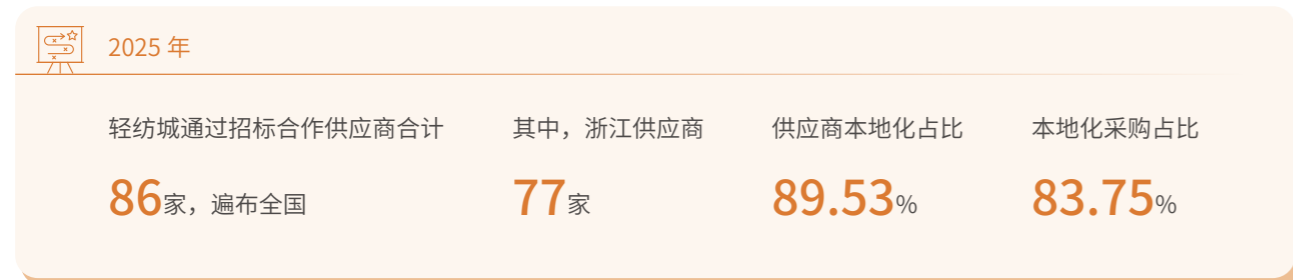 2025 年
轻纺城通过招标合作供应商合计
86家，遍布全国
其中，浙江供应商
77家
供应商本地化占比
89.53%
本地化采购占比
83.75%